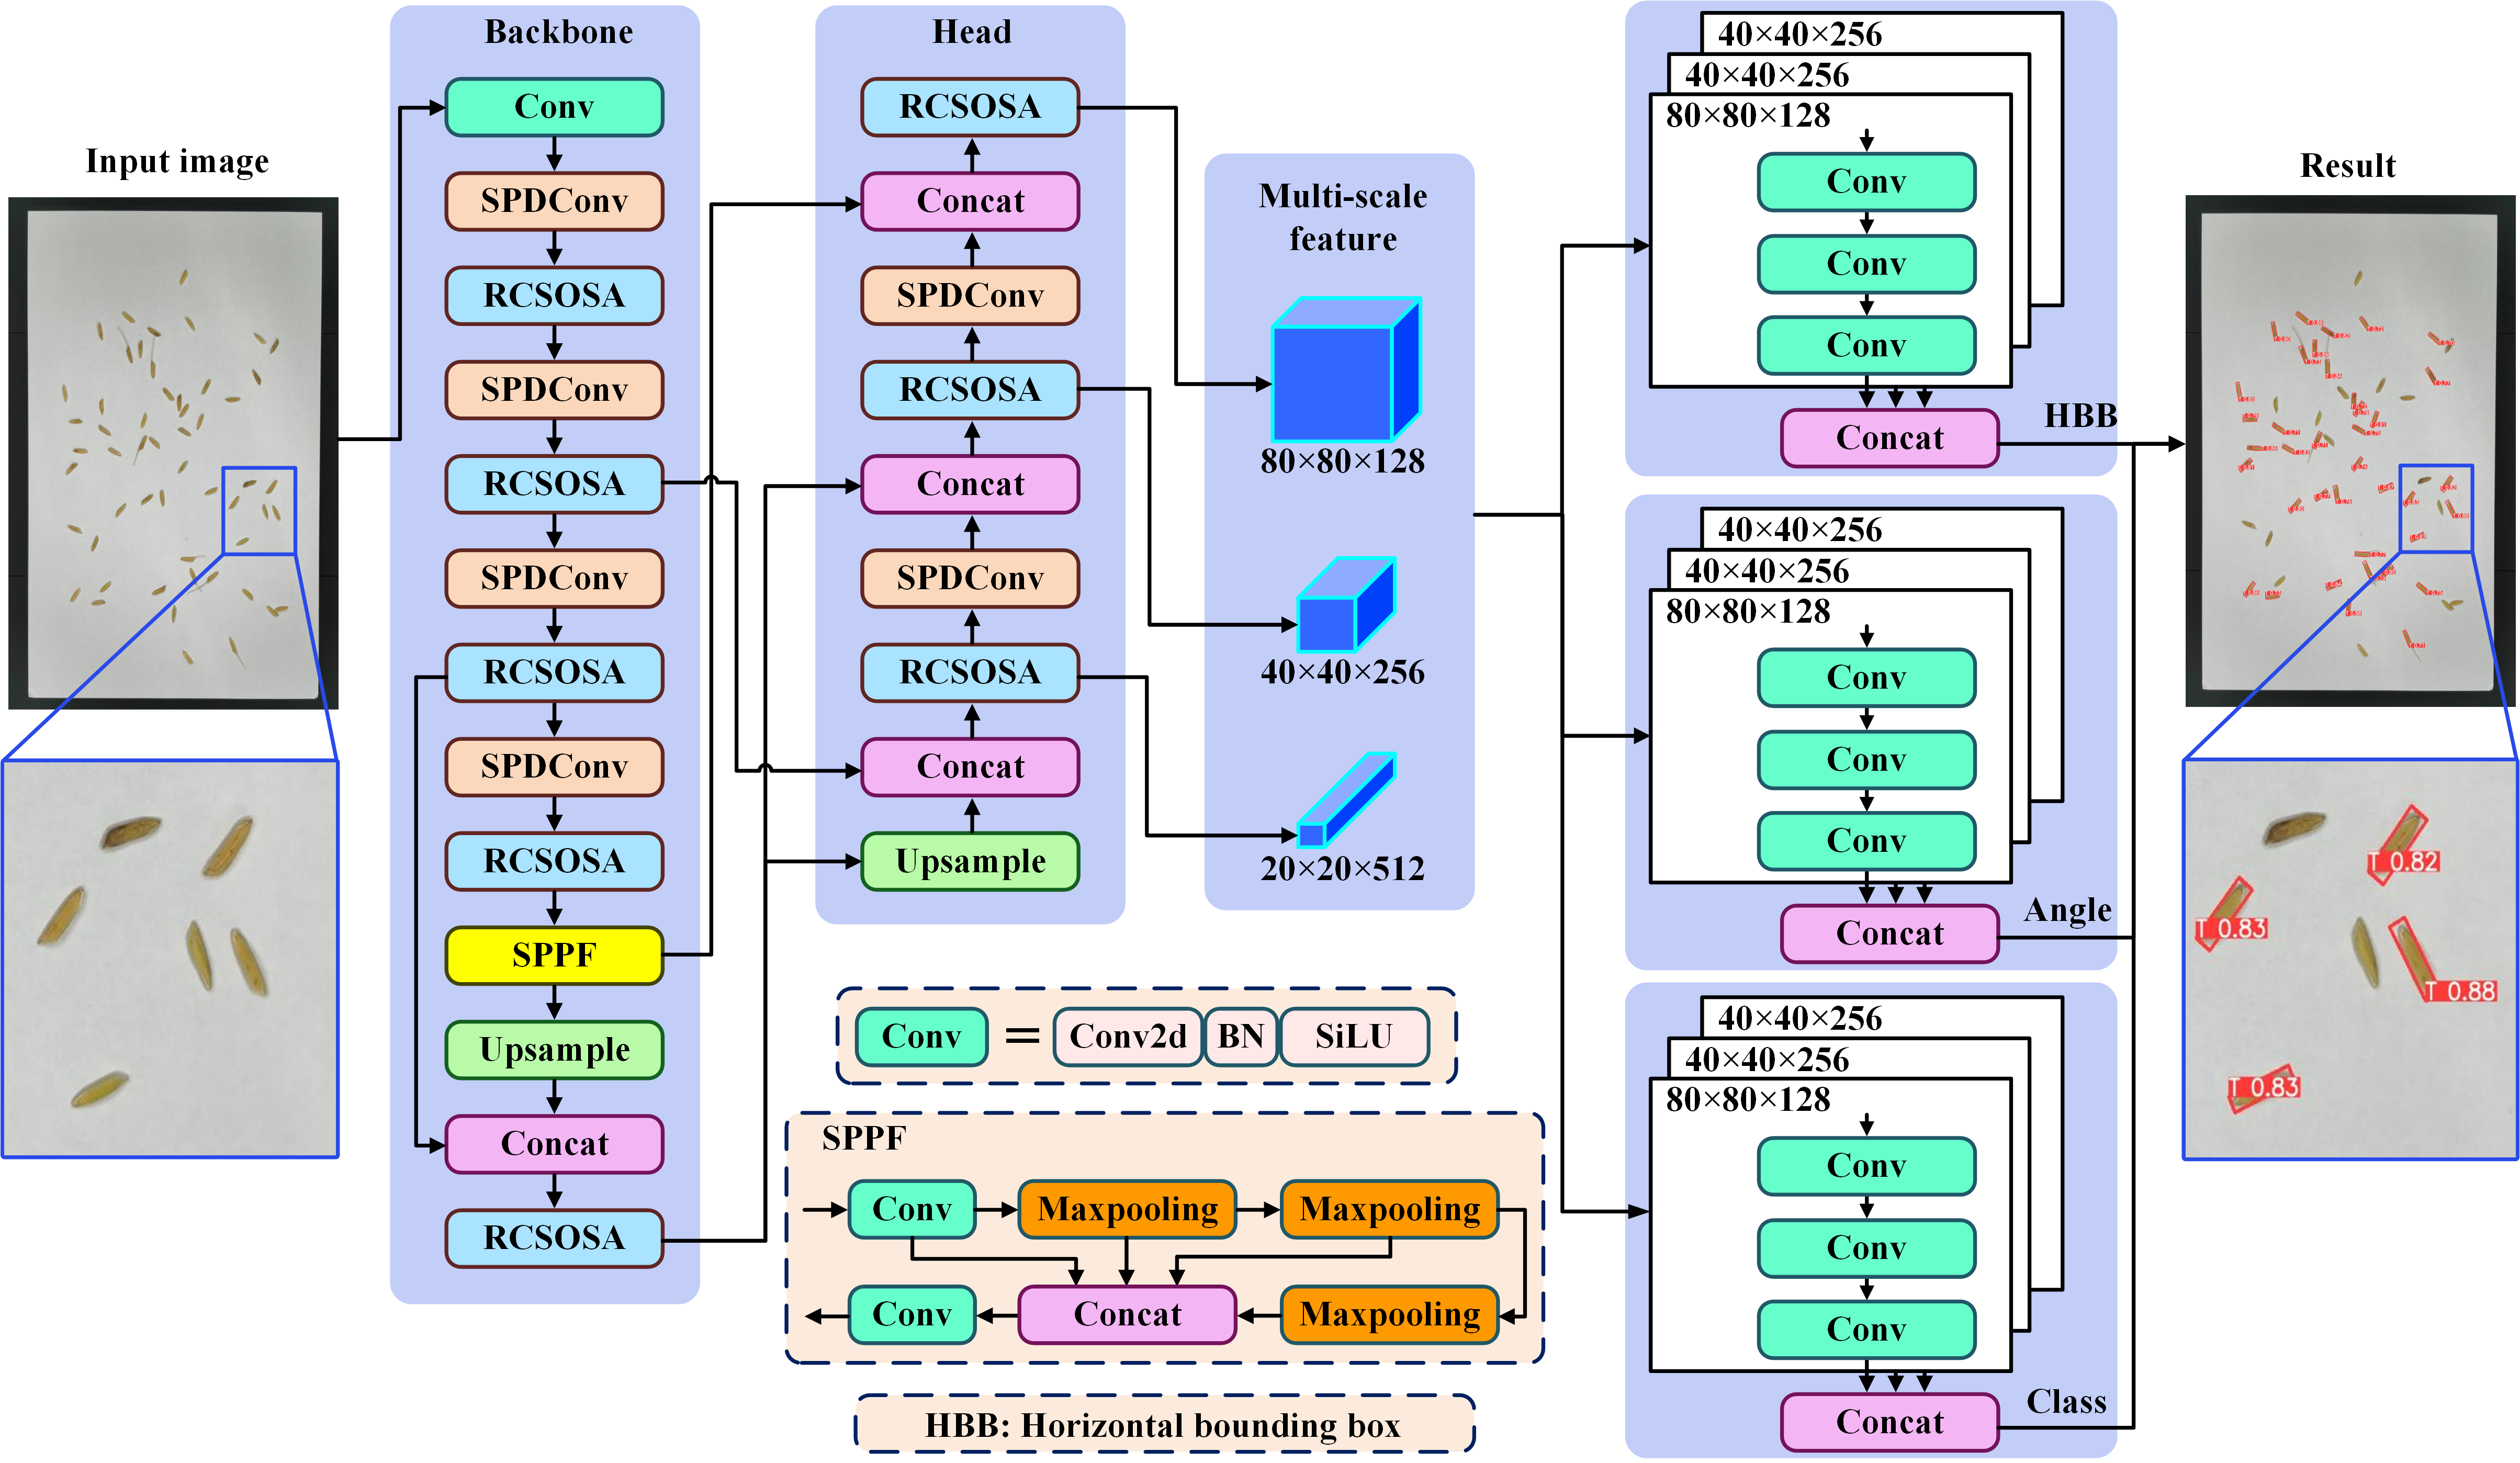 Input image
Backbone
Conv
SPDConv
RCSOSA
SPDConv
RCSOSA
SPDConv
RCSOSA
SPDConv
RCSOSA
SPPF
Upsample
Concat
RCSOSA
Head
RCSOSA
Concat
SPDConv
RCSOSA
Concat
SPDConv
RCSOSA
Concat
Upsample
Multi-scale
feature
80×80×128
40×40×256
20×20×512
Conv = Conv2d BN SiLU
SPPF
Conv Maxpooling Maxpooling
Conv Concat Maxpooling
HBB: Horizontal bounding box
40×40×256
40×40×256
80×80×128
Conv
Conv
Conv
Concat
HBB
40×40×256
40×40×256
80×80×128
Conv
Conv
Conv
Concat
Angle
40×40×256
40×40×256
80×80×128
Conv
Conv
Conv
Concat
Class
Result
T 0.82
T 0.83
T 0.88
T 0.83